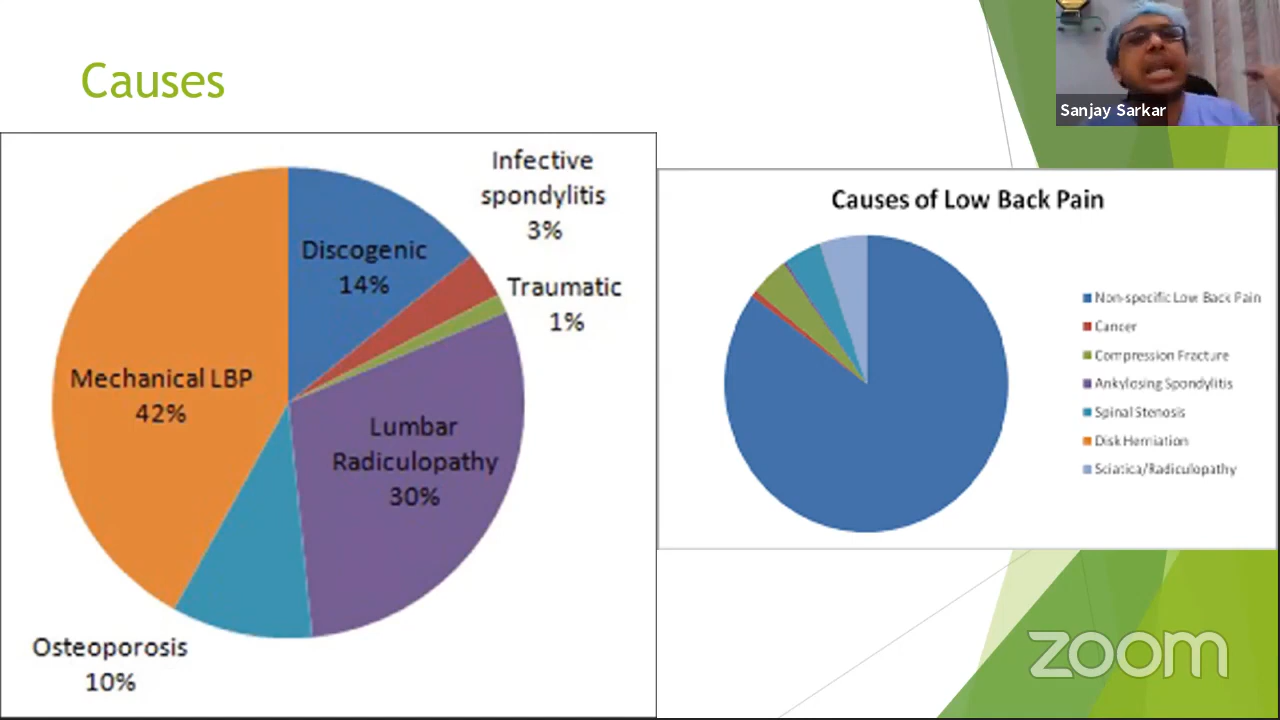 Causes
Sanjay Sarkar
Infective
spondylitis
3%
Discogenic
14%
Traumatic
1%
Mechanical LBP
42%
Lumbar
Radiculopathy
30%
Osteoporosis
10%
Causes of Low Back Pain
Non-specific Low Back Pain
Cancer
Compression Fracture
Ankylosing Spondylitis
Spinal Stenosis
Disk Herniation
Sciatica/Radiculopathy
zoom